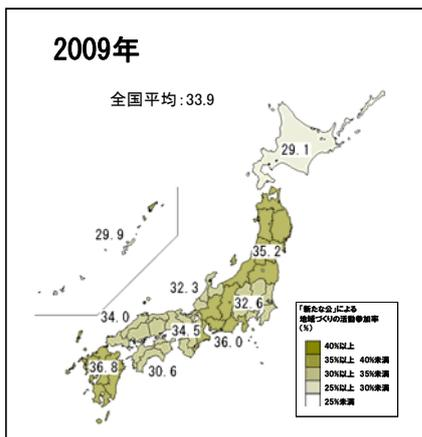 2009年
全国平均:33.9
29.1
29.9
35.2
32.3
32.6
34.0
34.5
36.0
36.8
30.6
「新たな公」による
地域づくりの活動参加率
(%)
40%以上
35%以上 40%未満
30%以上 35%未満
25%以上 30%未満
25%未満